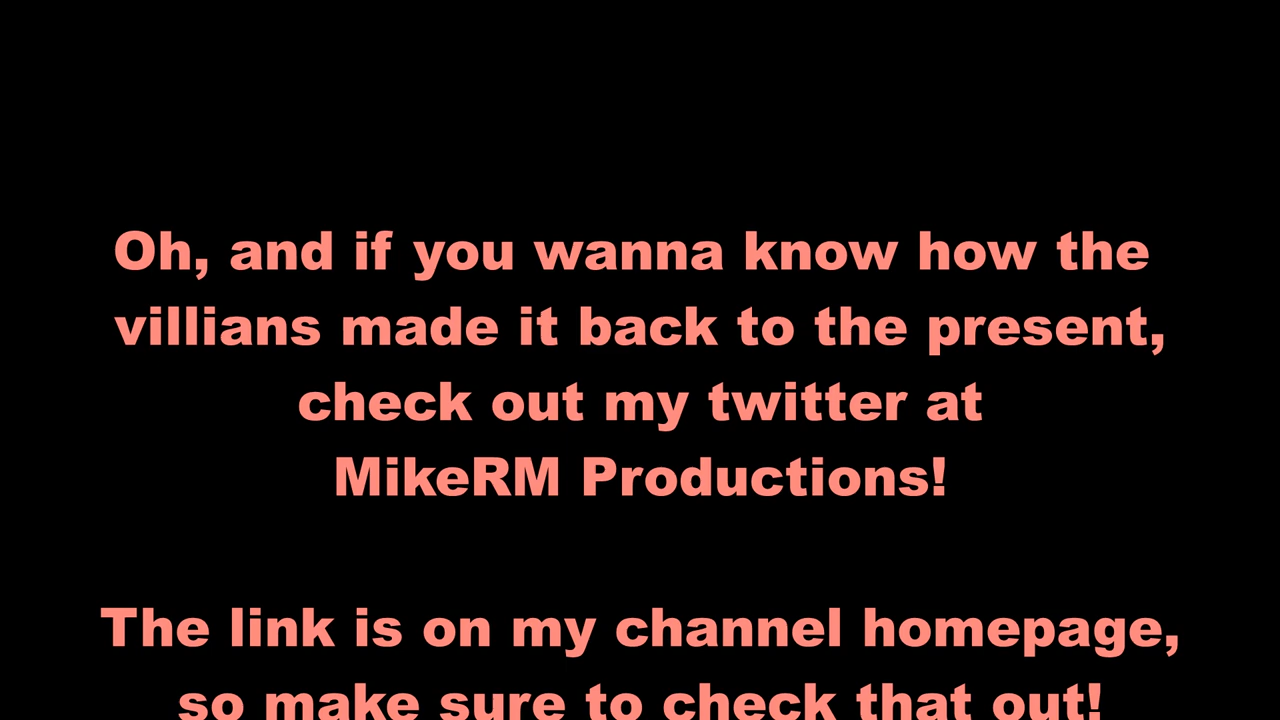 Oh, and if you wanna know how the
villians made it back to the present,
check out my twitter at
MikeRM Productions!
The link is on my channel homepage,
so make sure to check that out!